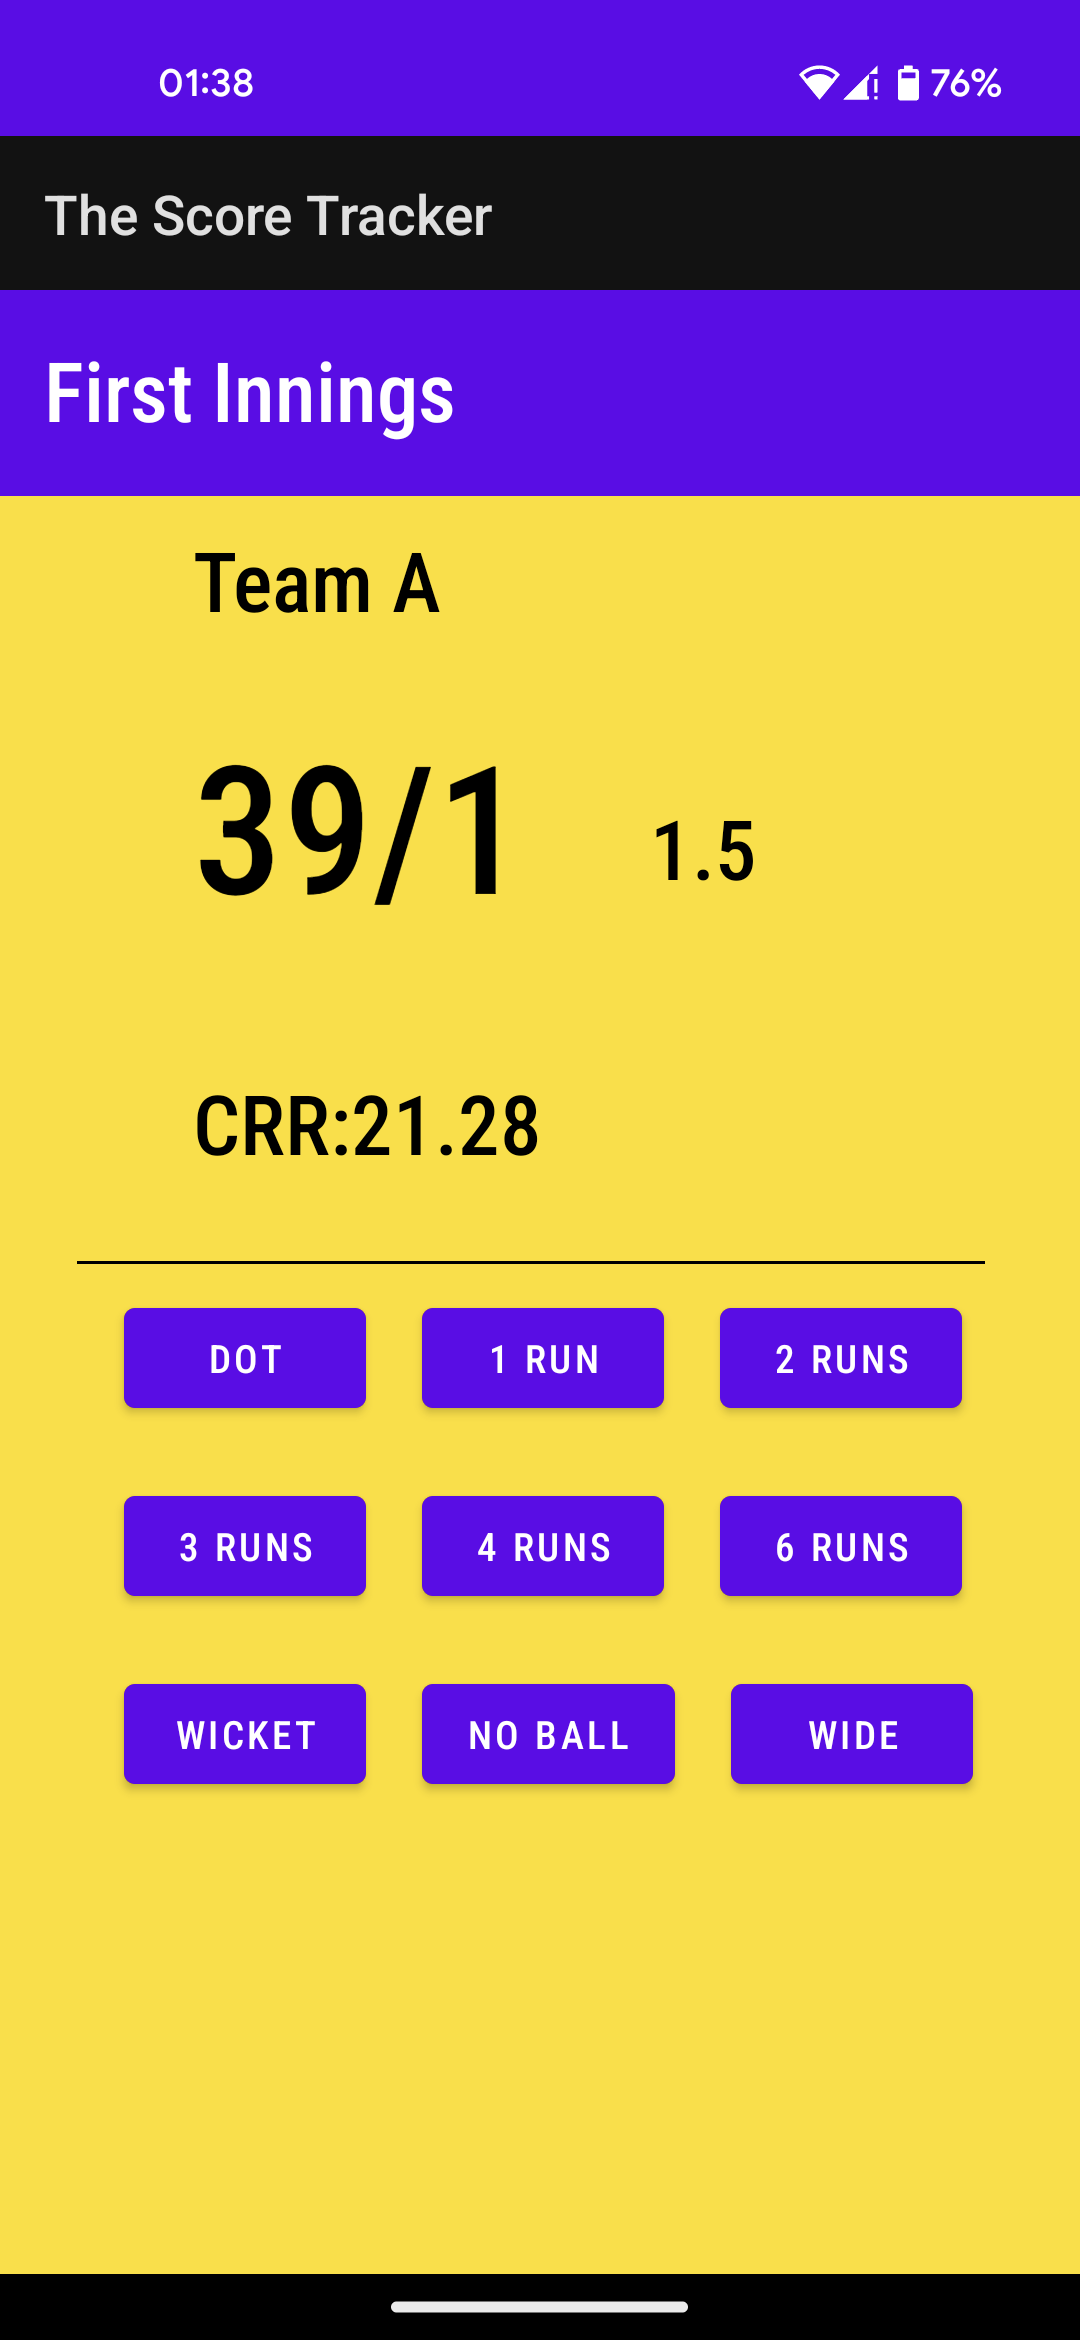 01:38 76%
The Score Tracker
First Innings
Team A
39/1 1.5
CRR:21.28
DOT 1 RUN 2 RUNS
3 RUNS 4 RUNS 6 RUNS
WICKET NO BALL WIDE